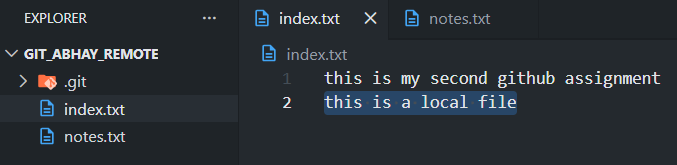 EXPLORER
GIT_ABHAY_REMOTE
.git
index.txt
notes.txt
index.txt
notes.txt
index.txt
1 this is my second github assignment
2 this is a local file